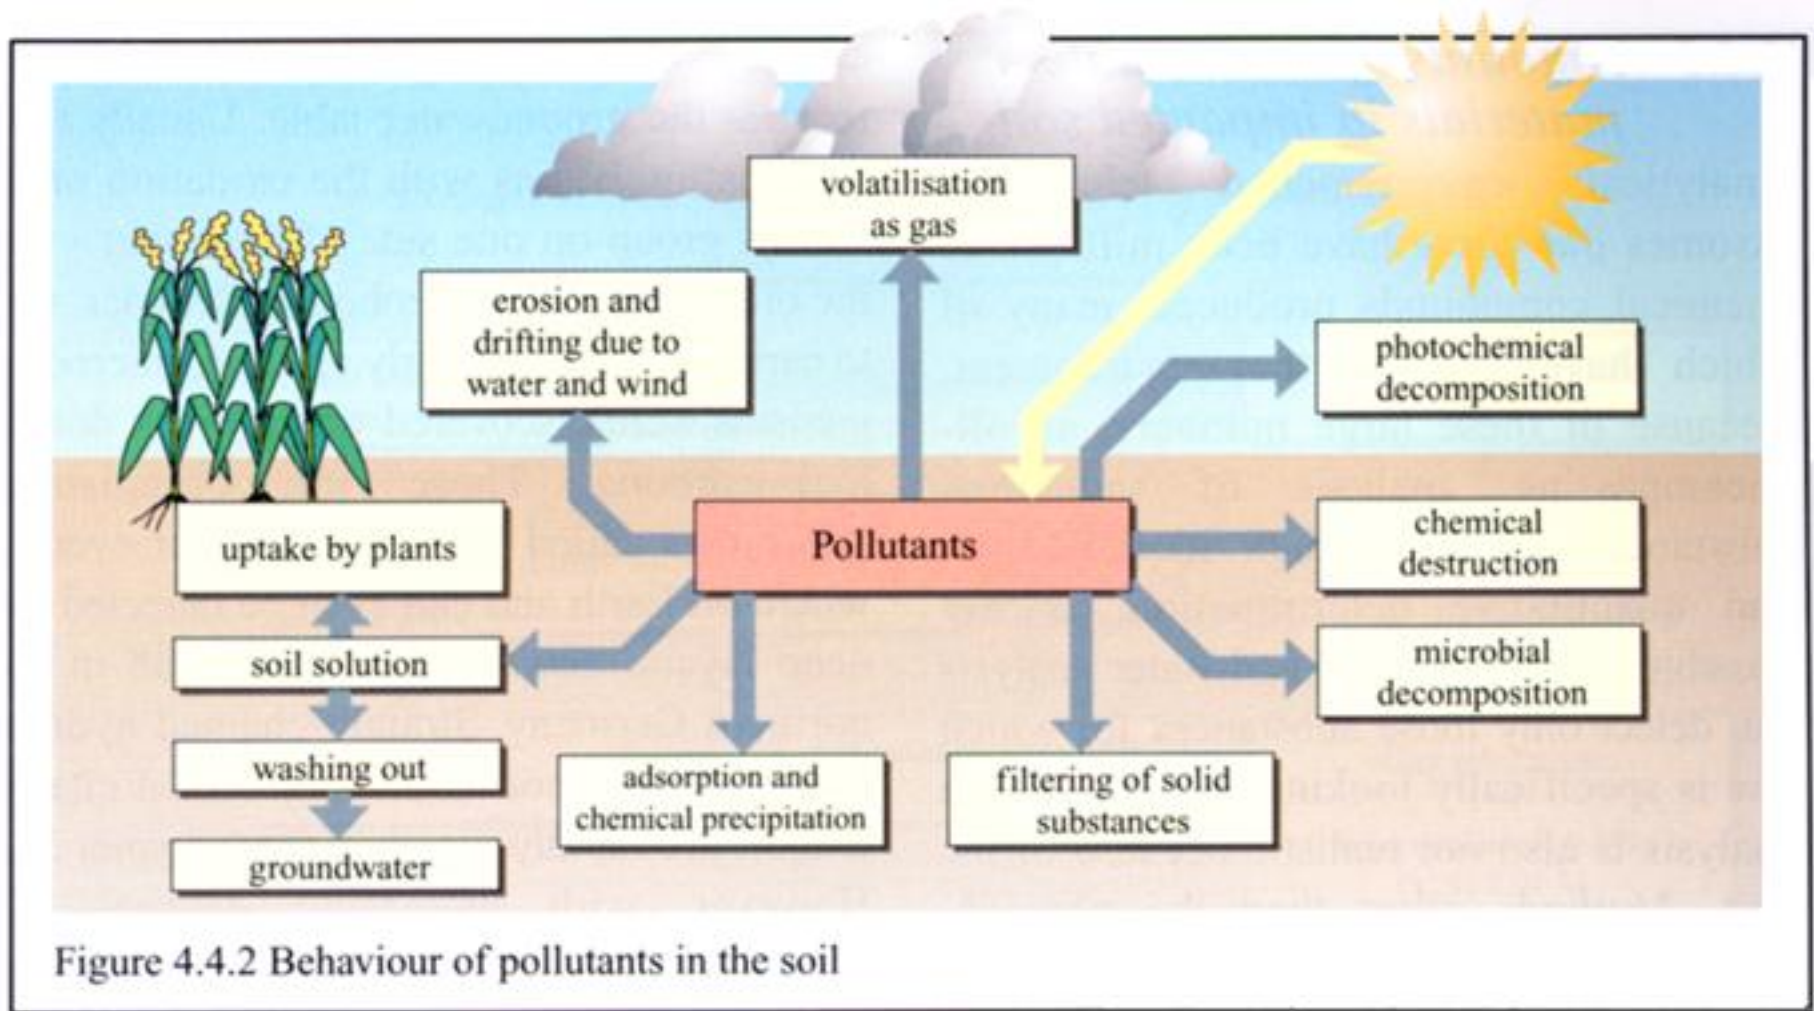 volatilisation
as gas
erosion and
drifting due to
water and wind
photochemical
decomposition
uptake by plants
Pollutants
chemical
destruction
soil solution
microbial
decomposition
washing out
adsorption and
chemical precipitation
filtering of solid
substances
groundwater
Figure 4.4.2 Behaviour of pollutants in the soil